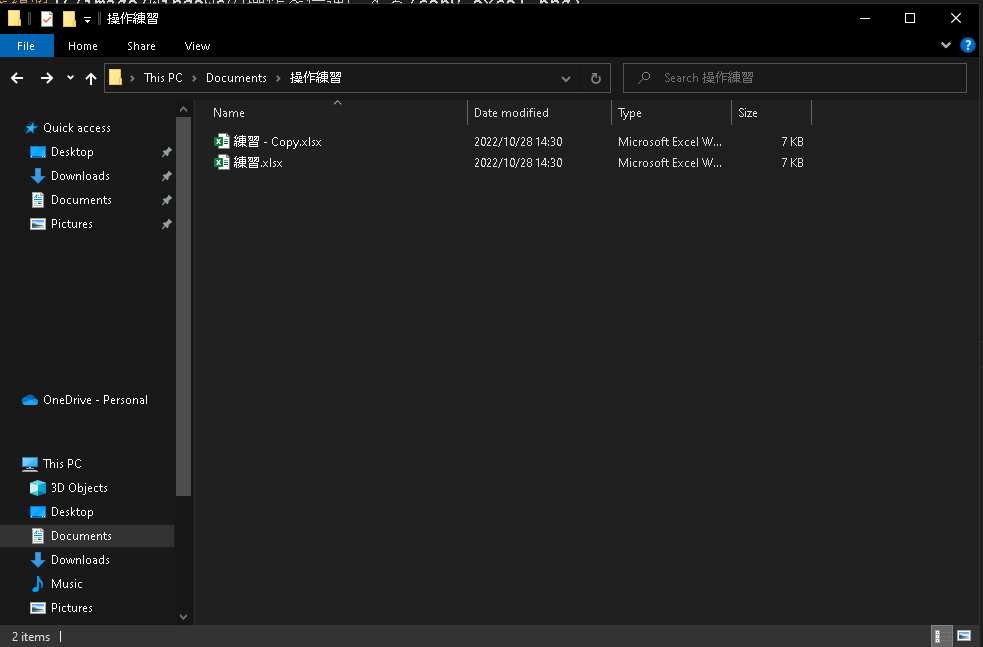 操作練習
File Home Share View
This PC › Documents › 操作練習
Search 操作練習
Name Date modified Type Size
練習 - Copy.xlsx 2022/10/28 14:30 Microsoft Excel W... 7 KB
練習.xlsx 2022/10/28 14:30 Microsoft Excel W... 7 KB
Quick access
Desktop
Downloads
Documents
Pictures
OneDrive - Personal
This PC
3D Objects
Desktop
Documents
Downloads
Music
Pictures
2 items